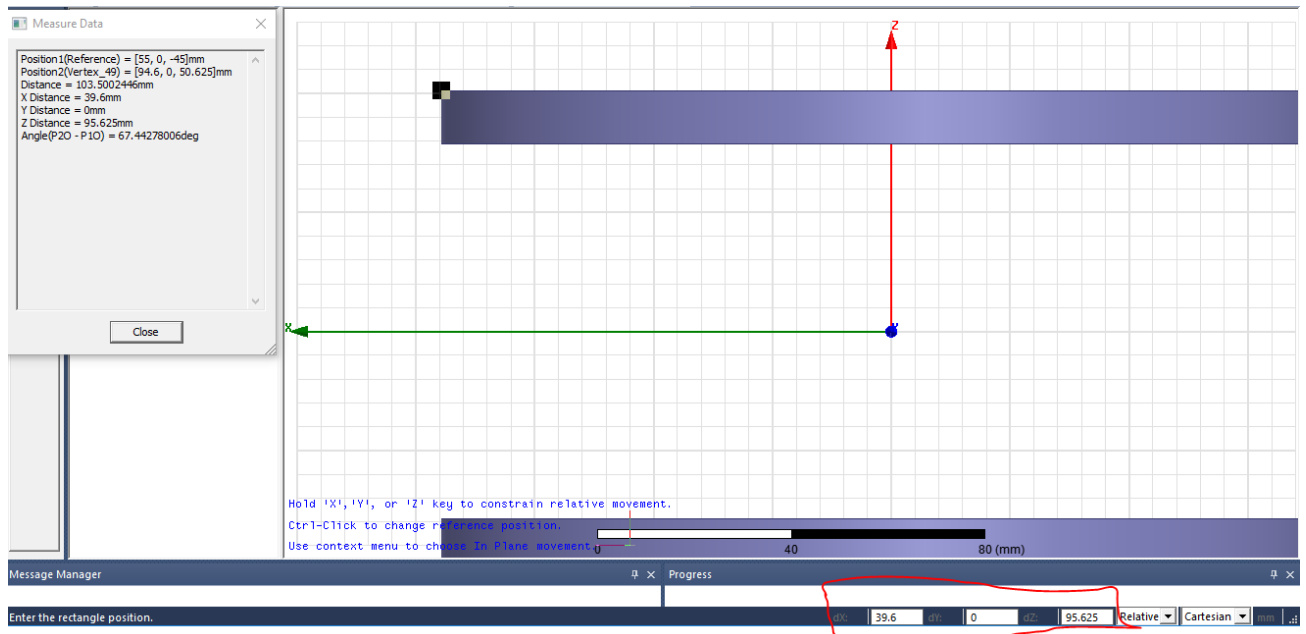 Measure Data
Position1(Reference) = [55, 0, -45]mm
Position2(Vertex_49) = [94.6, 0, 50.625]mm
Distance = 103.5002446mm
X Distance = 39.6mm
Y Distance = 0mm
Z Distance = 95.625mm
Angle(P2O - P1O) = 67.44278006deg
Close
Z
X
Y
Hold 'X','Y', or 'Z' key to constrain relative movement.
Ctrl-Click to change reference position.
Use context menu to choose In Plane movement.
0 40 80 (mm)
Message Manager
Progress
Enter the rectangle position.
dX: 39.6 dY: 0 dZ: 95.625 Relative Cartesian mm